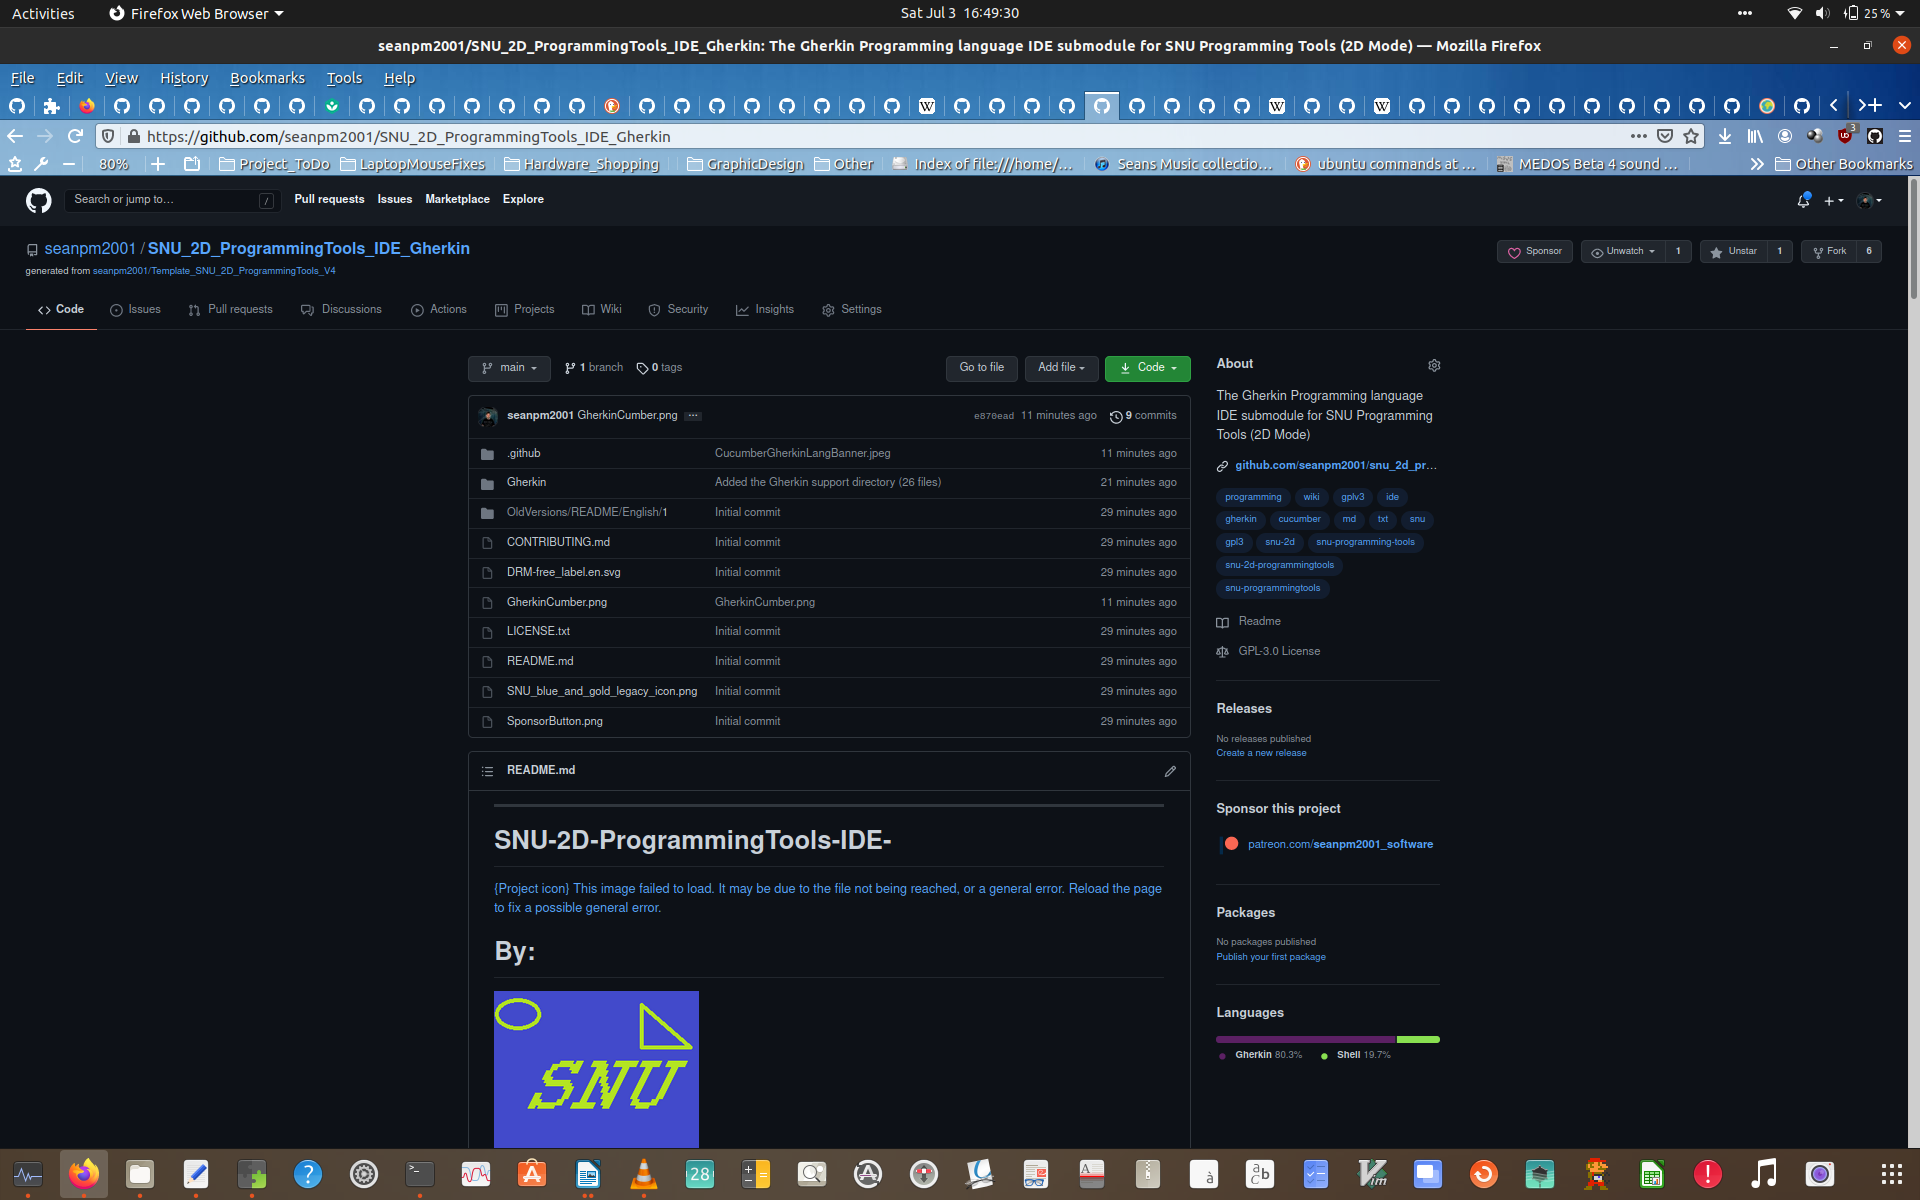 Activities
Firefox Web Browser
Sat Jul 3 16:49:30
25 %
seanpm2001/SNU_2D_ProgrammingTools_IDE_Gherkin: The Gherkin Programming language IDE submodule for SNU Programming Tools (2D Mode) — Mozilla Firefox
File Edit View History Bookmarks Tools Help
https://github.com/seanpm2001/SNU_2D_ProgrammingTools_IDE_Gherkin
3
80%
Project_ToDo
LaptopMouseFixes
Hardware_Shopping
GraphicDesign
Other
Index of file:///home/…
Seans Music collectio…
ubuntu commands at …
MEDOS Beta 4 sound …
Other Bookmarks
Search or jump to…
/
Pull requests Issues Marketplace Explore
seanpm2001 / SNU_2D_ProgrammingTools_IDE_Gherkin
generated from seanpm2001/Template_SNU_2D_ProgrammingTools_V4
Sponsor
Unwatch 1
Unstar 1
Fork 6
Code
Issues
Pull requests
Discussions
Actions
Projects
Wiki
Security
Insights
Settings
main
1 branch
0 tags
Go to file
Add file
Code
seanpm2001 GherkinCumber.png
e870ead 11 minutes ago
9 commits
.github CucumberGherkinLangBanner.jpeg 11 minutes ago
Gherkin Added the Gherkin support directory (26 files) 21 minutes ago
OldVersions/README/English/1 Initial commit 29 minutes ago
CONTRIBUTING.md Initial commit 29 minutes ago
DRM-free_label.en.svg Initial commit 29 minutes ago
GherkinCumber.png GherkinCumber.png 11 minutes ago
LICENSE.txt Initial commit 29 minutes ago
README.md Initial commit 29 minutes ago
SNU_blue_and_gold_legacy_icon.png Initial commit 29 minutes ago
SponsorButton.png Initial commit 29 minutes ago
README.md
SNU-2D-ProgrammingTools-IDE-
{Project icon} This image failed to load. It may be due to the file not being reached, or a general error. Reload the page
to fix a possible general error.
By:
SNU
About
The Gherkin Programming language
IDE submodule for SNU Programming
Tools (2D Mode)
github.com/seanpm2001/snu_2d_pr…
programming wiki gplv3 ide
gherkin cucumber md txt snu
gpl3 snu-2d snu-programming-tools
snu-2d-programmingtools
snu-programmingtools
Readme
GPL-3.0 License
Releases
No releases published
Create a new release
Sponsor this project
patreon.com/seanpm2001_software
Packages
No packages published
Publish your first package
Languages
Gherkin 80.3%
Shell 19.7%
28